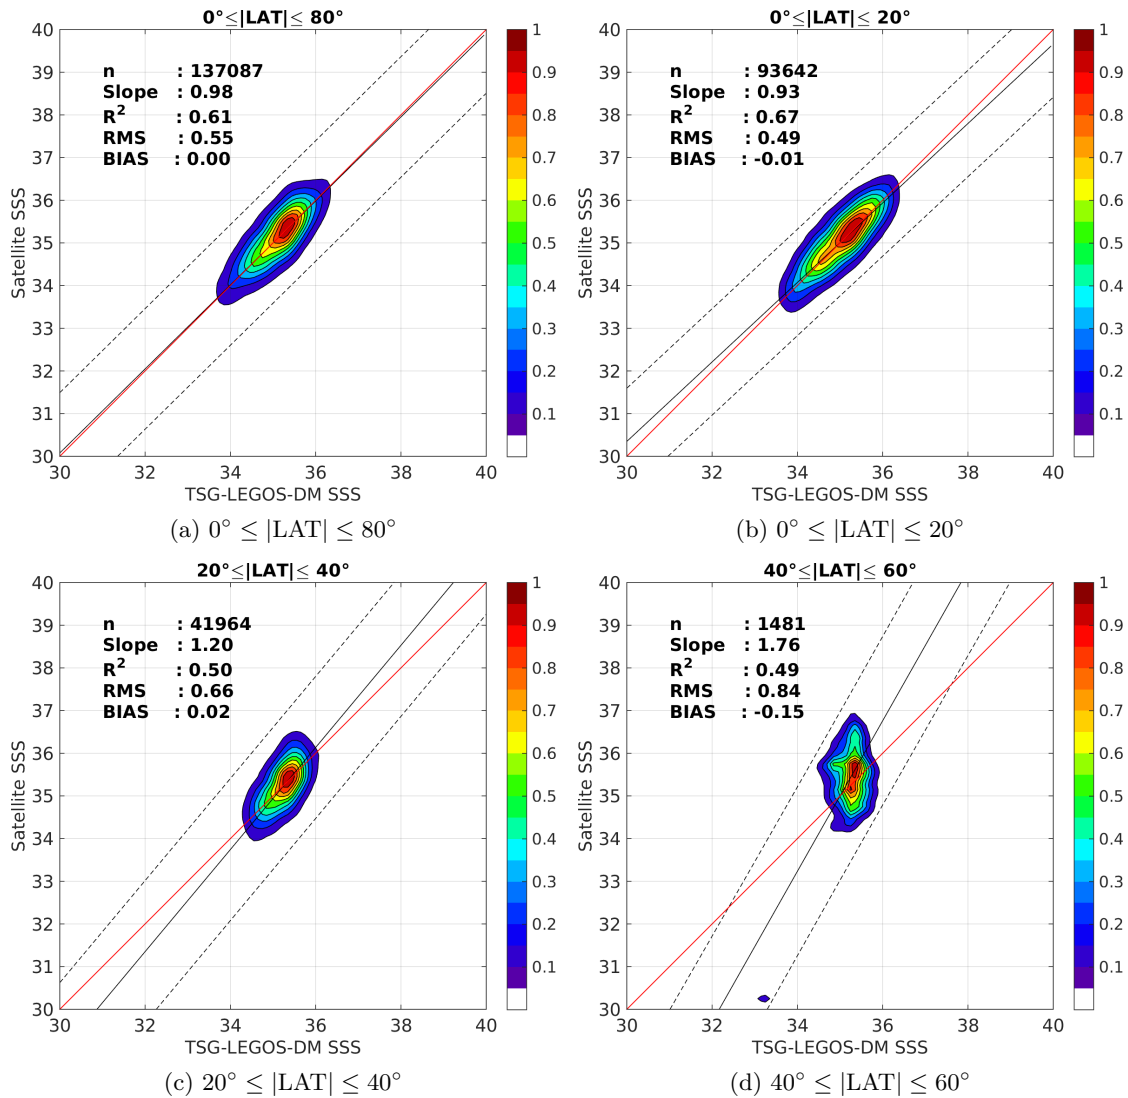 0°≤|LAT|≤ 80°
n : 137087
Slope : 0.98
R² : 0.61
RMS : 0.55
BIAS : 0.00
Satellite SSS
40
39
38
37
36
35
34
33
32
31
30
30 32 34 36 38 40
TSG-LEGOS-DM SSS
1
0.9
0.8
0.7
0.6
0.5
0.4
0.3
0.2
0.1
(a) 0° ≤ |LAT| ≤ 80°
0°≤|LAT|≤ 20°
n : 93642
Slope : 0.93
R² : 0.67
RMS : 0.49
BIAS : -0.01
Satellite SSS
40
39
38
37
36
35
34
33
32
31
30
30 32 34 36 38 40
TSG-LEGOS-DM SSS
1
0.9
0.8
0.7
0.6
0.5
0.4
0.3
0.2
0.1
(b) 0° ≤ |LAT| ≤ 20°
20°≤|LAT|≤ 40°
n : 41964
Slope : 1.20
R² : 0.50
RMS : 0.66
BIAS : 0.02
Satellite SSS
40
39
38
37
36
35
34
33
32
31
30
30 32 34 36 38 40
TSG-LEGOS-DM SSS
1
0.9
0.8
0.7
0.6
0.5
0.4
0.3
0.2
0.1
(c) 20° ≤ |LAT| ≤ 40°
40°≤|LAT|≤ 60°
n : 1481
Slope : 1.76
R² : 0.49
RMS : 0.84
BIAS : -0.15
Satellite SSS
40
39
38
37
36
35
34
33
32
31
30
30 32 34 36 38 40
TSG-LEGOS-DM SSS
1
0.9
0.8
0.7
0.6
0.5
0.4
0.3
0.2
0.1
(d) 40° ≤ |LAT| ≤ 60°